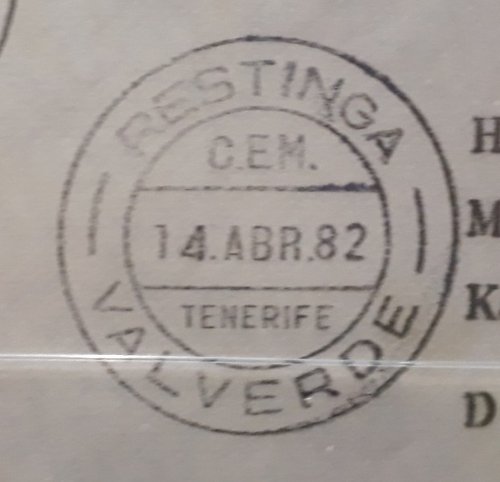 RESTINGA
C.EM.
14.ABR.82
TENERIFE
VALVERDE
H
M
K
D